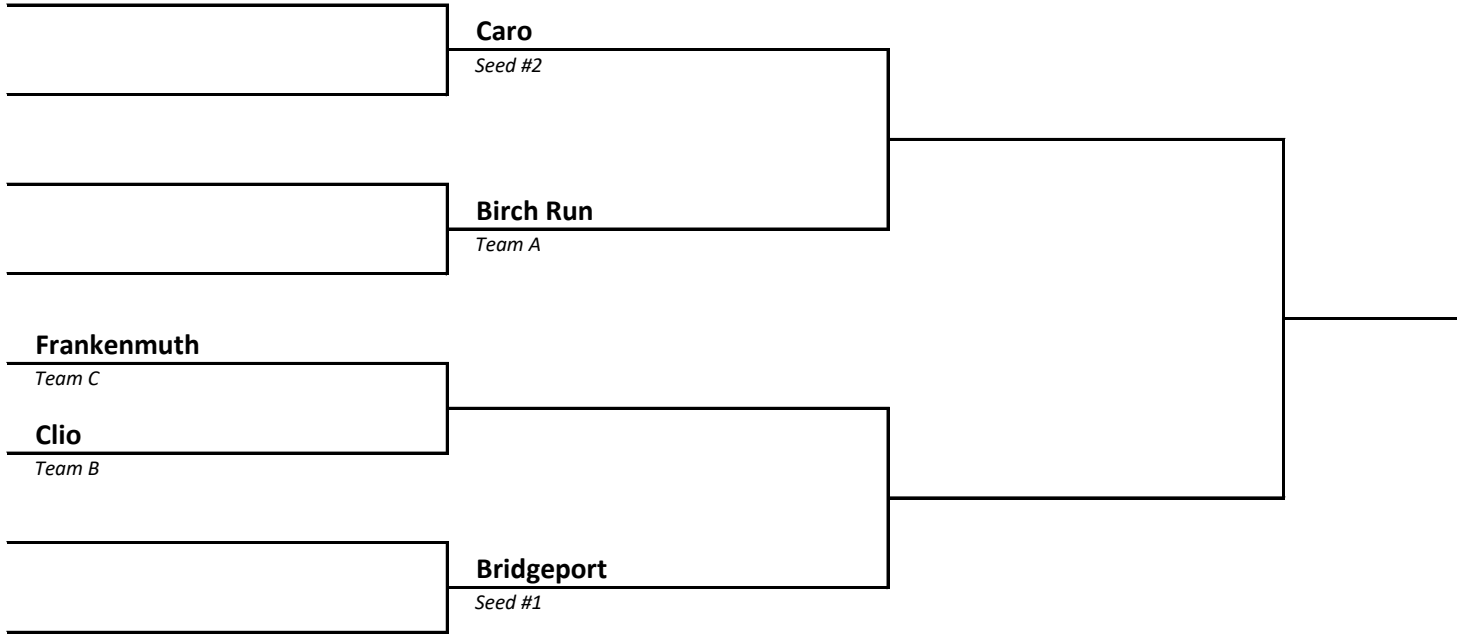 Caro
Seed #2
Birch Run
Team A
Frankenmuth
Team C
Clio
Team B
Bridgeport
Seed #1